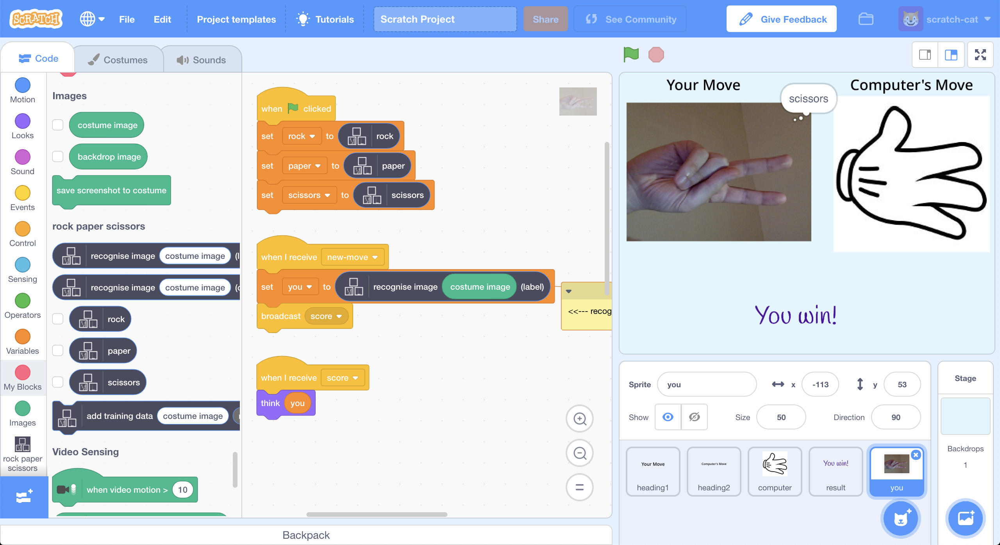 SCRATCH File Edit Project templates Tutorials Scratch Project Share See Community Give Feedback scratch-cat
Code Costumes Sounds
Motion
Looks
Sound
Events
Control
Sensing
Operators
Variables
My Blocks
Images
rock paper
scissors
Images
costume image
backdrop image
save screenshot to costume
rock paper scissors
recognise image costume image (l
recognise image costume image
rock
paper
scissors
add training data costume image
Video Sensing
when video motion > 10
when clicked
set rock to rock
set paper to paper
set scissors to scissors
when I receive new-move
set you to recognise image costume image (label)
broadcast score
<<--- recog
when I receive score
think you
Your Move
Computer's Move
scissors
You win!
Sprite you x -113 y 53
Show Size 50 Direction 90
Your Move
heading1
Computer's Move
heading2
computer
You win!
result
you
Stage
Backdrops
1
Backpack